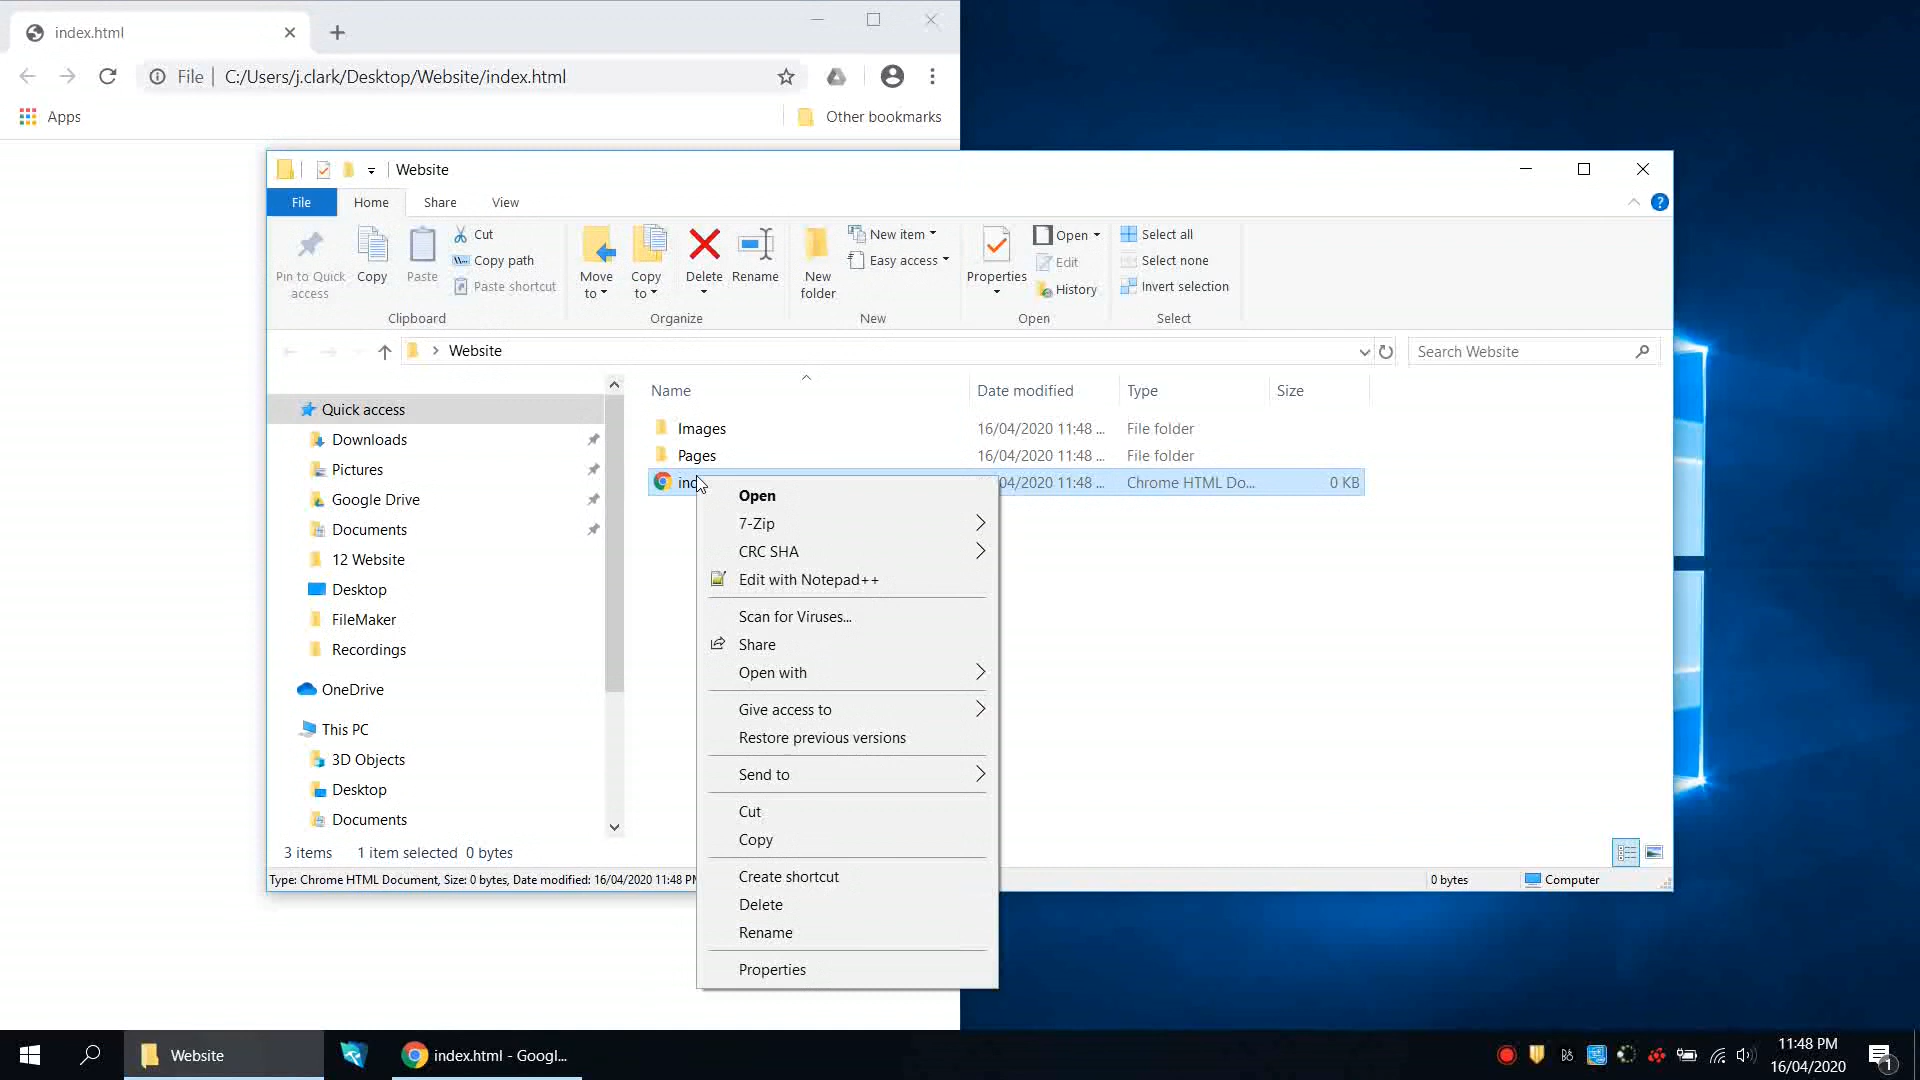 index.html
File
C:/Users/j.clark/Desktop/Website/index.html
Apps
Other bookmarks
Website
File
Home
Share
View
Pin to Quick access
Copy
Paste
Cut
Copy path
Paste shortcut
Clipboard
Move to
Copy to
Delete
Rename
Organize
New folder
New item
Easy access
New
Properties
Open
Edit
History
Open
Select all
Select none
Invert selection
Select
Website
Search Website
Name
Date modified
Type
Size
Quick access
Downloads
Pictures
Google Drive
Documents
12 Website
Desktop
FileMaker
Recordings
OneDrive
This PC
3D Objects
Desktop
Documents
Images 16/04/2020 11:48 ... File folder
Pages 16/04/2020 11:48 ... File folder
04/2020 11:48 ... Chrome HTML Do... 0 KB
Open
7-Zip
CRC SHA
Edit with Notepad++
Scan for Viruses...
Share
Open with
Give access to
Restore previous versions
Send to
Cut
Copy
Create shortcut
Delete
Rename
Properties
3 items 1 item selected 0 bytes
Type: Chrome HTML Document, Size: 0 bytes, Date modified: 16/04/2020 11:48 PM
0 bytes
Computer
Website
index.html - Googl...
11:48 PM
16/04/2020
1